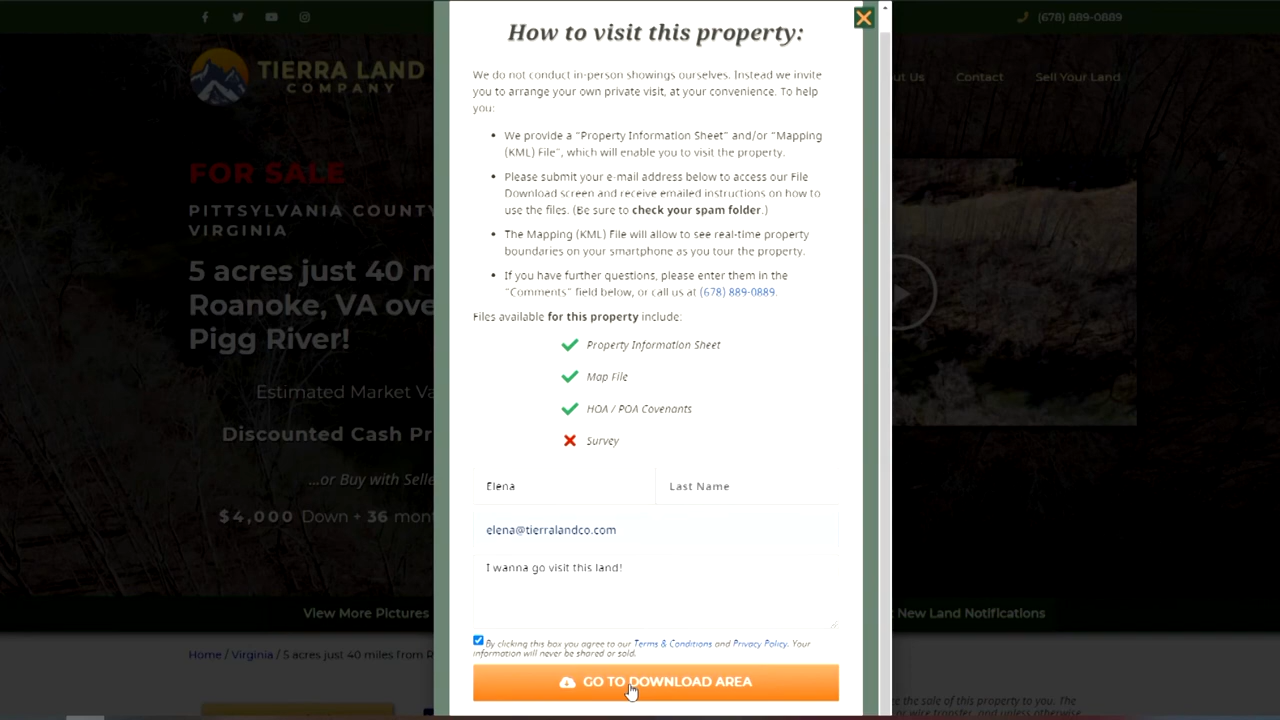 (678) 889-0889
TIERRA LAND
COMPANY
ut Us
Contact
Sell Your Land
FOR SALE
PITTSYLVANIA COUNTY
VIRGINIA
5 acres just 40 m
Roanoke, VA ove
Pigg River!
Estimated Market Va
Discounted Cash Pr
...or Buy with Selle
$4,000 Down + 36 mont
View More Pictures
New Land Notifications
Home / Virginia / 5 acres just 40 miles from R
How to visit this property:
We do not conduct in-person showings ourselves. Instead we invite
you to arrange your own private visit, at your convenience. To help
you:
• We provide a "Property Information Sheet" and/or "Mapping
(KML) File", which will enable you to visit the property.
• Please submit your e-mail address below to access our File
Download screen and receive emailed instructions on how to
use the files. (Be sure to check your spam folder.)
• The Mapping (KML) File will allow to see real-time property
boundaries on your smartphone as you tour the property.
• If you have further questions, please enter them in the
"Comments" field below, or call us at (678) 889-0889.
Files available for this property include:
Property Information Sheet
Map File
HOA / POA Covenants
Survey
Elena
Last Name
elena@tierralandco.com
I wanna go visit this land!
By clicking this box you agree to our Terms & Conditions and Privacy Policy. Your
information will never be shared or sold.
GO TO DOWNLOAD AREA
e the sale of this property to you. The